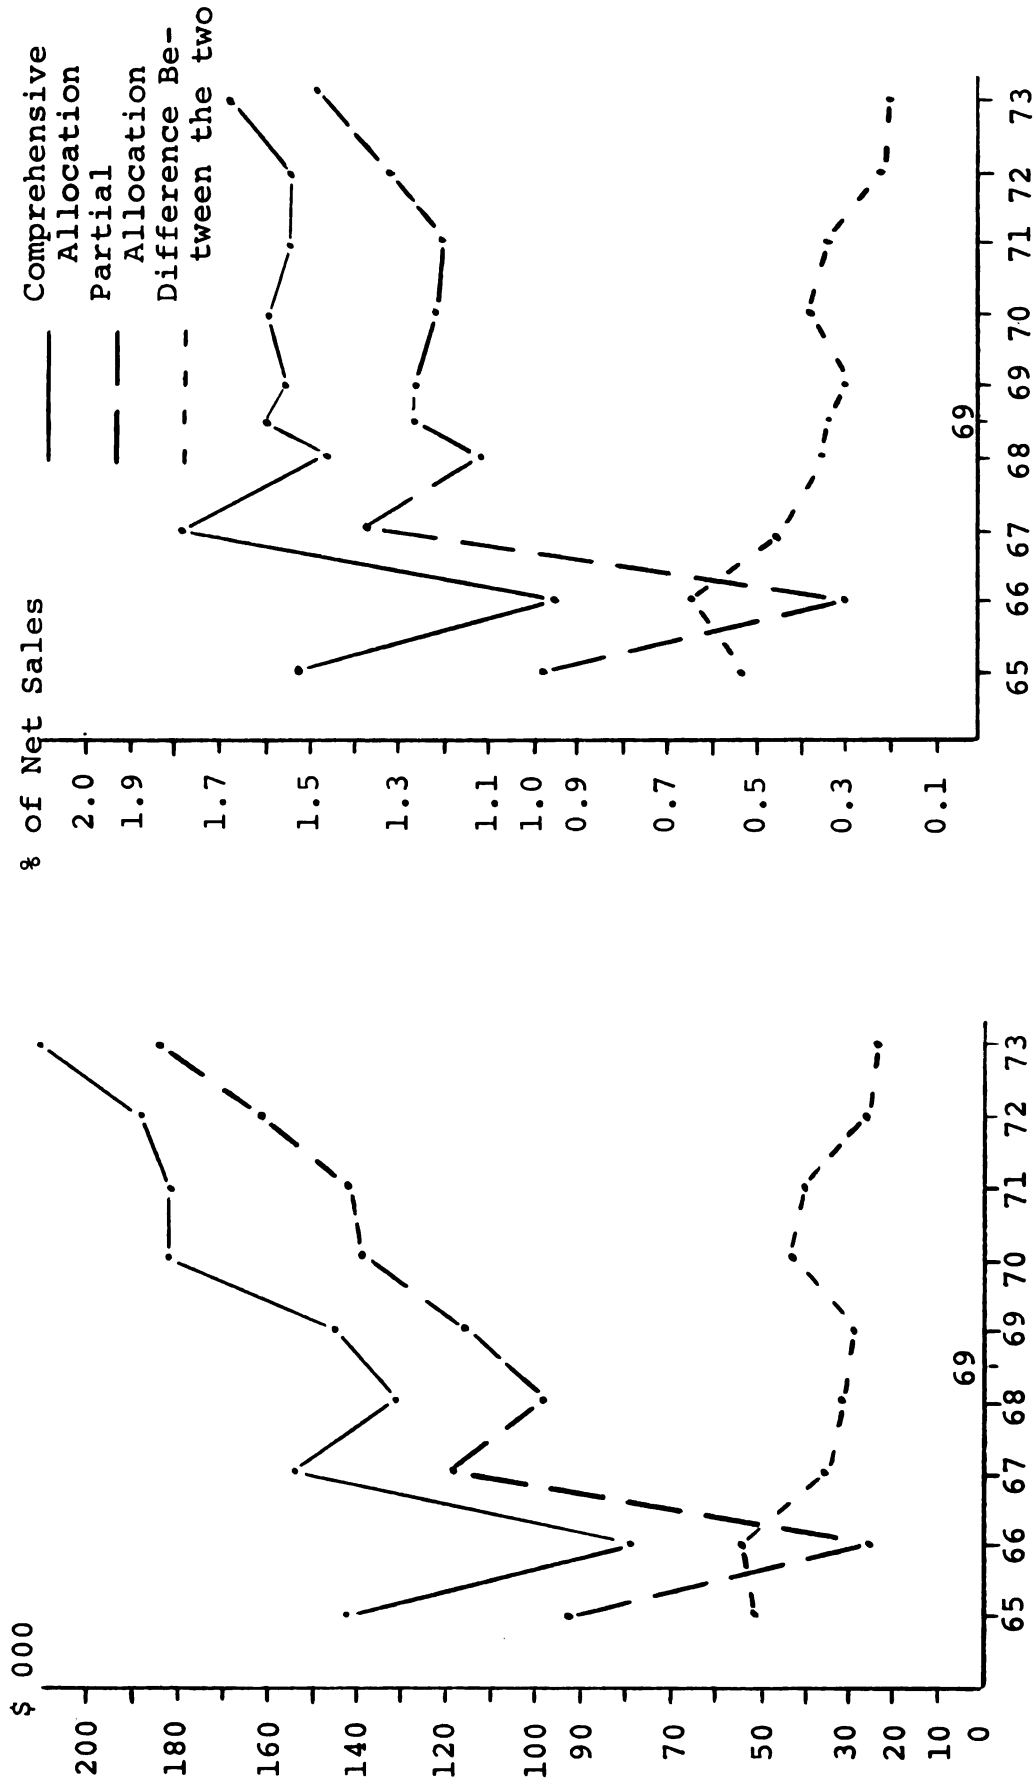 $ 000
200
180
160
140
120
100
90
70
50
30
10
0
65 66 67 68 69 69 70 71 72 73
% of Net Sales
2.0
1.9
1.7
1.5
1.3
1.1
1.0
0.9
0.7
0.5
0.3
0.1
65 66 67 68 69 69 70 71 72 73
Comprehensive
Allocation
Partial
Allocation
Difference Be-
tween the two